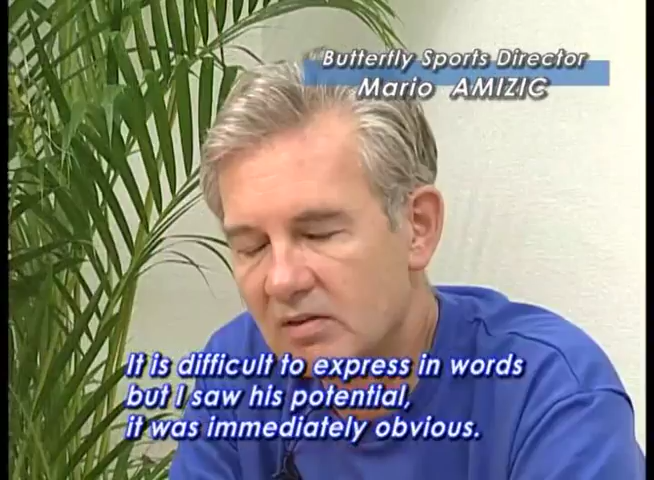 Butterfly Sports Director
Mario AMIZIC
It is difficult to express in words
but I saw his potential,
it was immediately obvious.